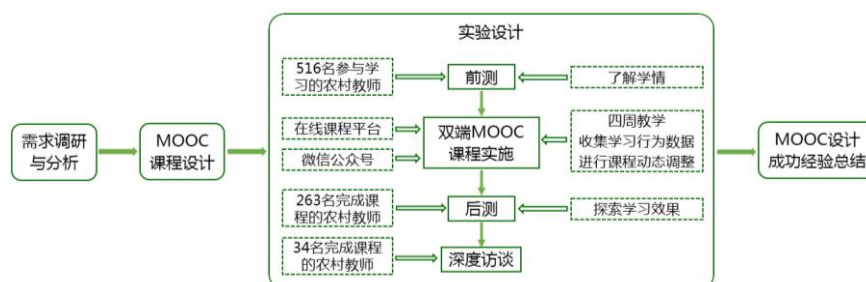 需求调研
与分析
MOOC
课程设计
实验设计
516名参与学
习的农村教师
前测
了解学情
在线课程平台
微信公众号
双端MOOC
课程实施
四周教学
收集学习行为数据
进行课程动态调整
263名完成课
程的农村教师
后测
探索学习效果
34名完成课程
的农村教师
深度访谈
MOOC设计
成功经验总结